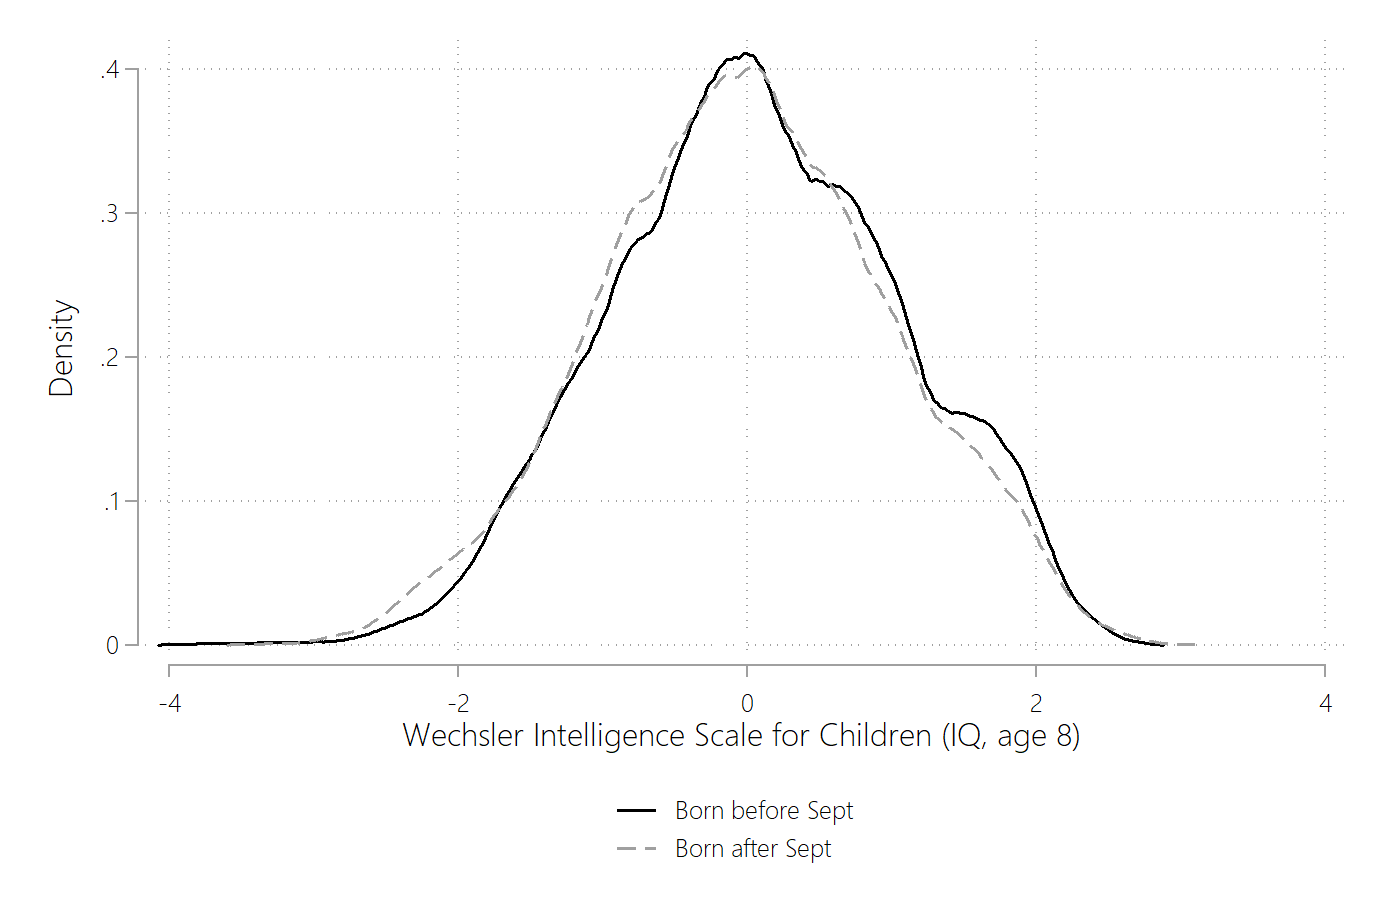 Density
.4
.3
.2
.1
0
-4 -2 0 2 4
Wechsler Intelligence Scale for Children (IQ, age 8)
Born before Sept
Born after Sept